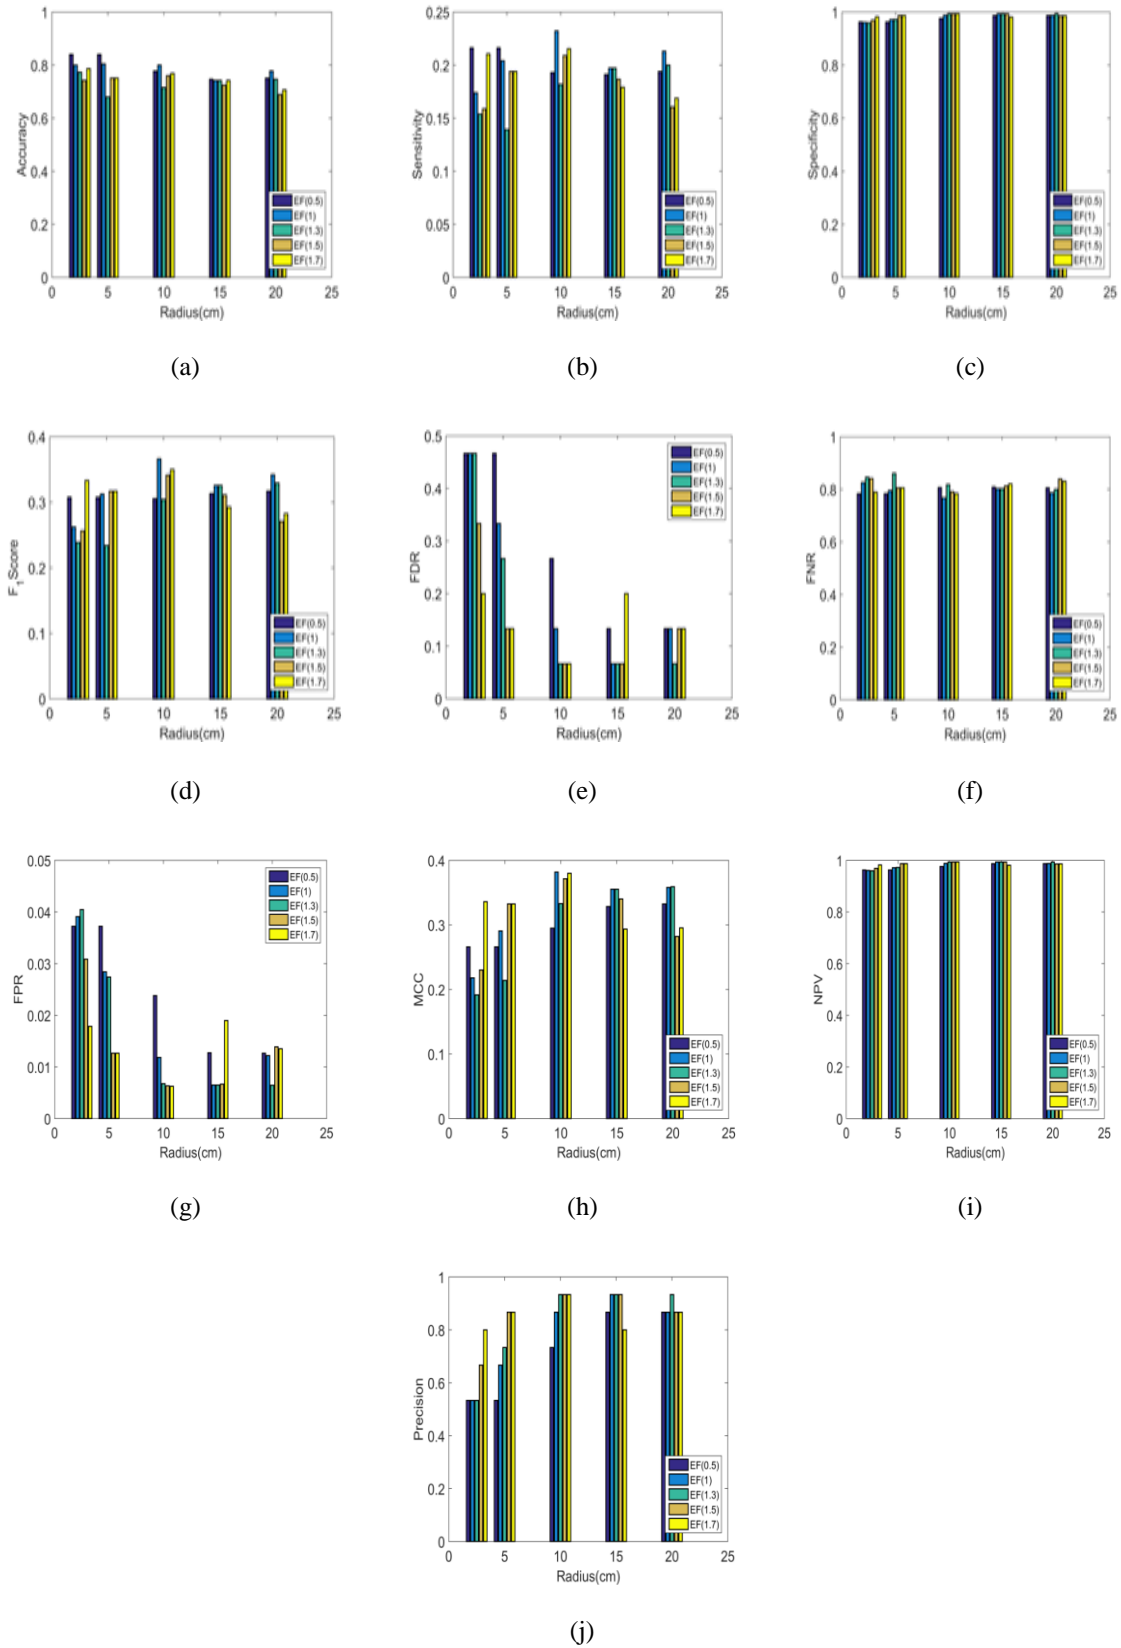 1
0.8
0.6
0.4
0.2
0
Accuracy
EF(0.5)
EF(1)
EF(1.3)
EF(1.5)
EF(1.7)
0 5 10 15 20 25
Radius(cm)
(a)
0.25
0.2
0.15
0.1
0.05
0
Sensitivity
EF(0.5)
EF(1)
EF(1.3)
EF(1.5)
EF(1.7)
0 5 10 15 20 25
Radius(cm)
(b)
1
0.8
0.6
0.4
0.2
0
Specificity
EF(0.5)
EF(1)
EF(1.3)
EF(1.5)
EF(1.7)
0 5 10 15 20 25
Radius(cm)
(c)
0.4
0.3
0.2
0.1
0
F1Score
EF(0.5)
EF(1)
EF(1.3)
EF(1.5)
EF(1.7)
0 5 10 15 20 25
Radius(cm)
(d)
0.5
0.4
0.3
0.2
0.1
0
FDR
EF(0.5)
EF(1)
EF(1.3)
EF(1.5)
EF(1.7)
0 5 10 15 20 25
Radius(cm)
(e)
1
0.8
0.6
0.4
0.2
0
FNR
EF(0.5)
EF(1)
EF(1.3)
EF(1.5)
EF(1.7)
0 5 10 15 20 25
Radius(cm)
(f)
0.05
0.04
0.03
0.02
0.01
0
FPR
EF(0.5)
EF(1)
EF(1.3)
EF(1.5)
EF(1.7)
0 5 10 15 20 25
Radius(cm)
(g)
0.4
0.3
0.2
0.1
0
MCC
EF(0.5)
EF(1)
EF(1.3)
EF(1.5)
EF(1.7)
0 5 10 15 20 25
Radius(cm)
(h)
1
0.8
0.6
0.4
0.2
0
NPV
EF(0.5)
EF(1)
EF(1.3)
EF(1.5)
EF(1.7)
0 5 10 15 20 25
Radius(cm)
(i)
1
0.8
0.6
0.4
0.2
0
Precision
EF(0.5)
EF(1)
EF(1.3)
EF(1.5)
EF(1.7)
0 5 10 15 20 25
Radius(cm)
(j)